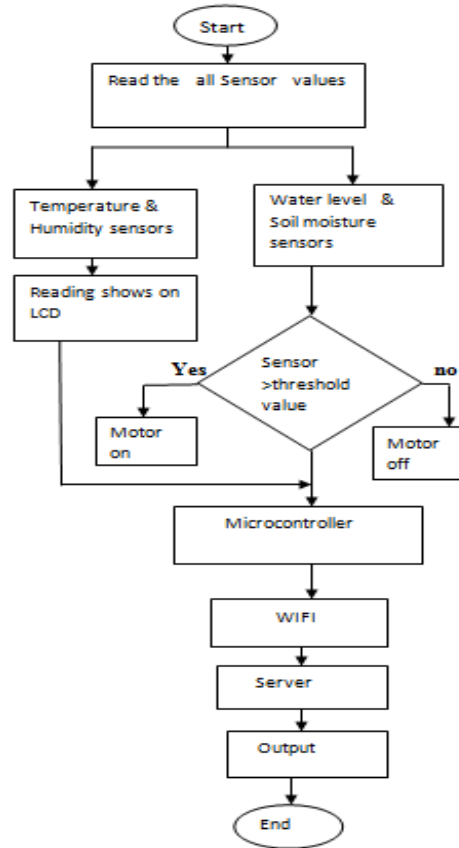 Start
Read the all Sensor values
Temperature &
Humidity sensors
Water level &
Soil moisture
sensors
Reading shows on
LCD
Yes
Sensor
>threshold
value
no
Motor
on
Motor
off
Microcontroller
WIFI
Server
Output
End